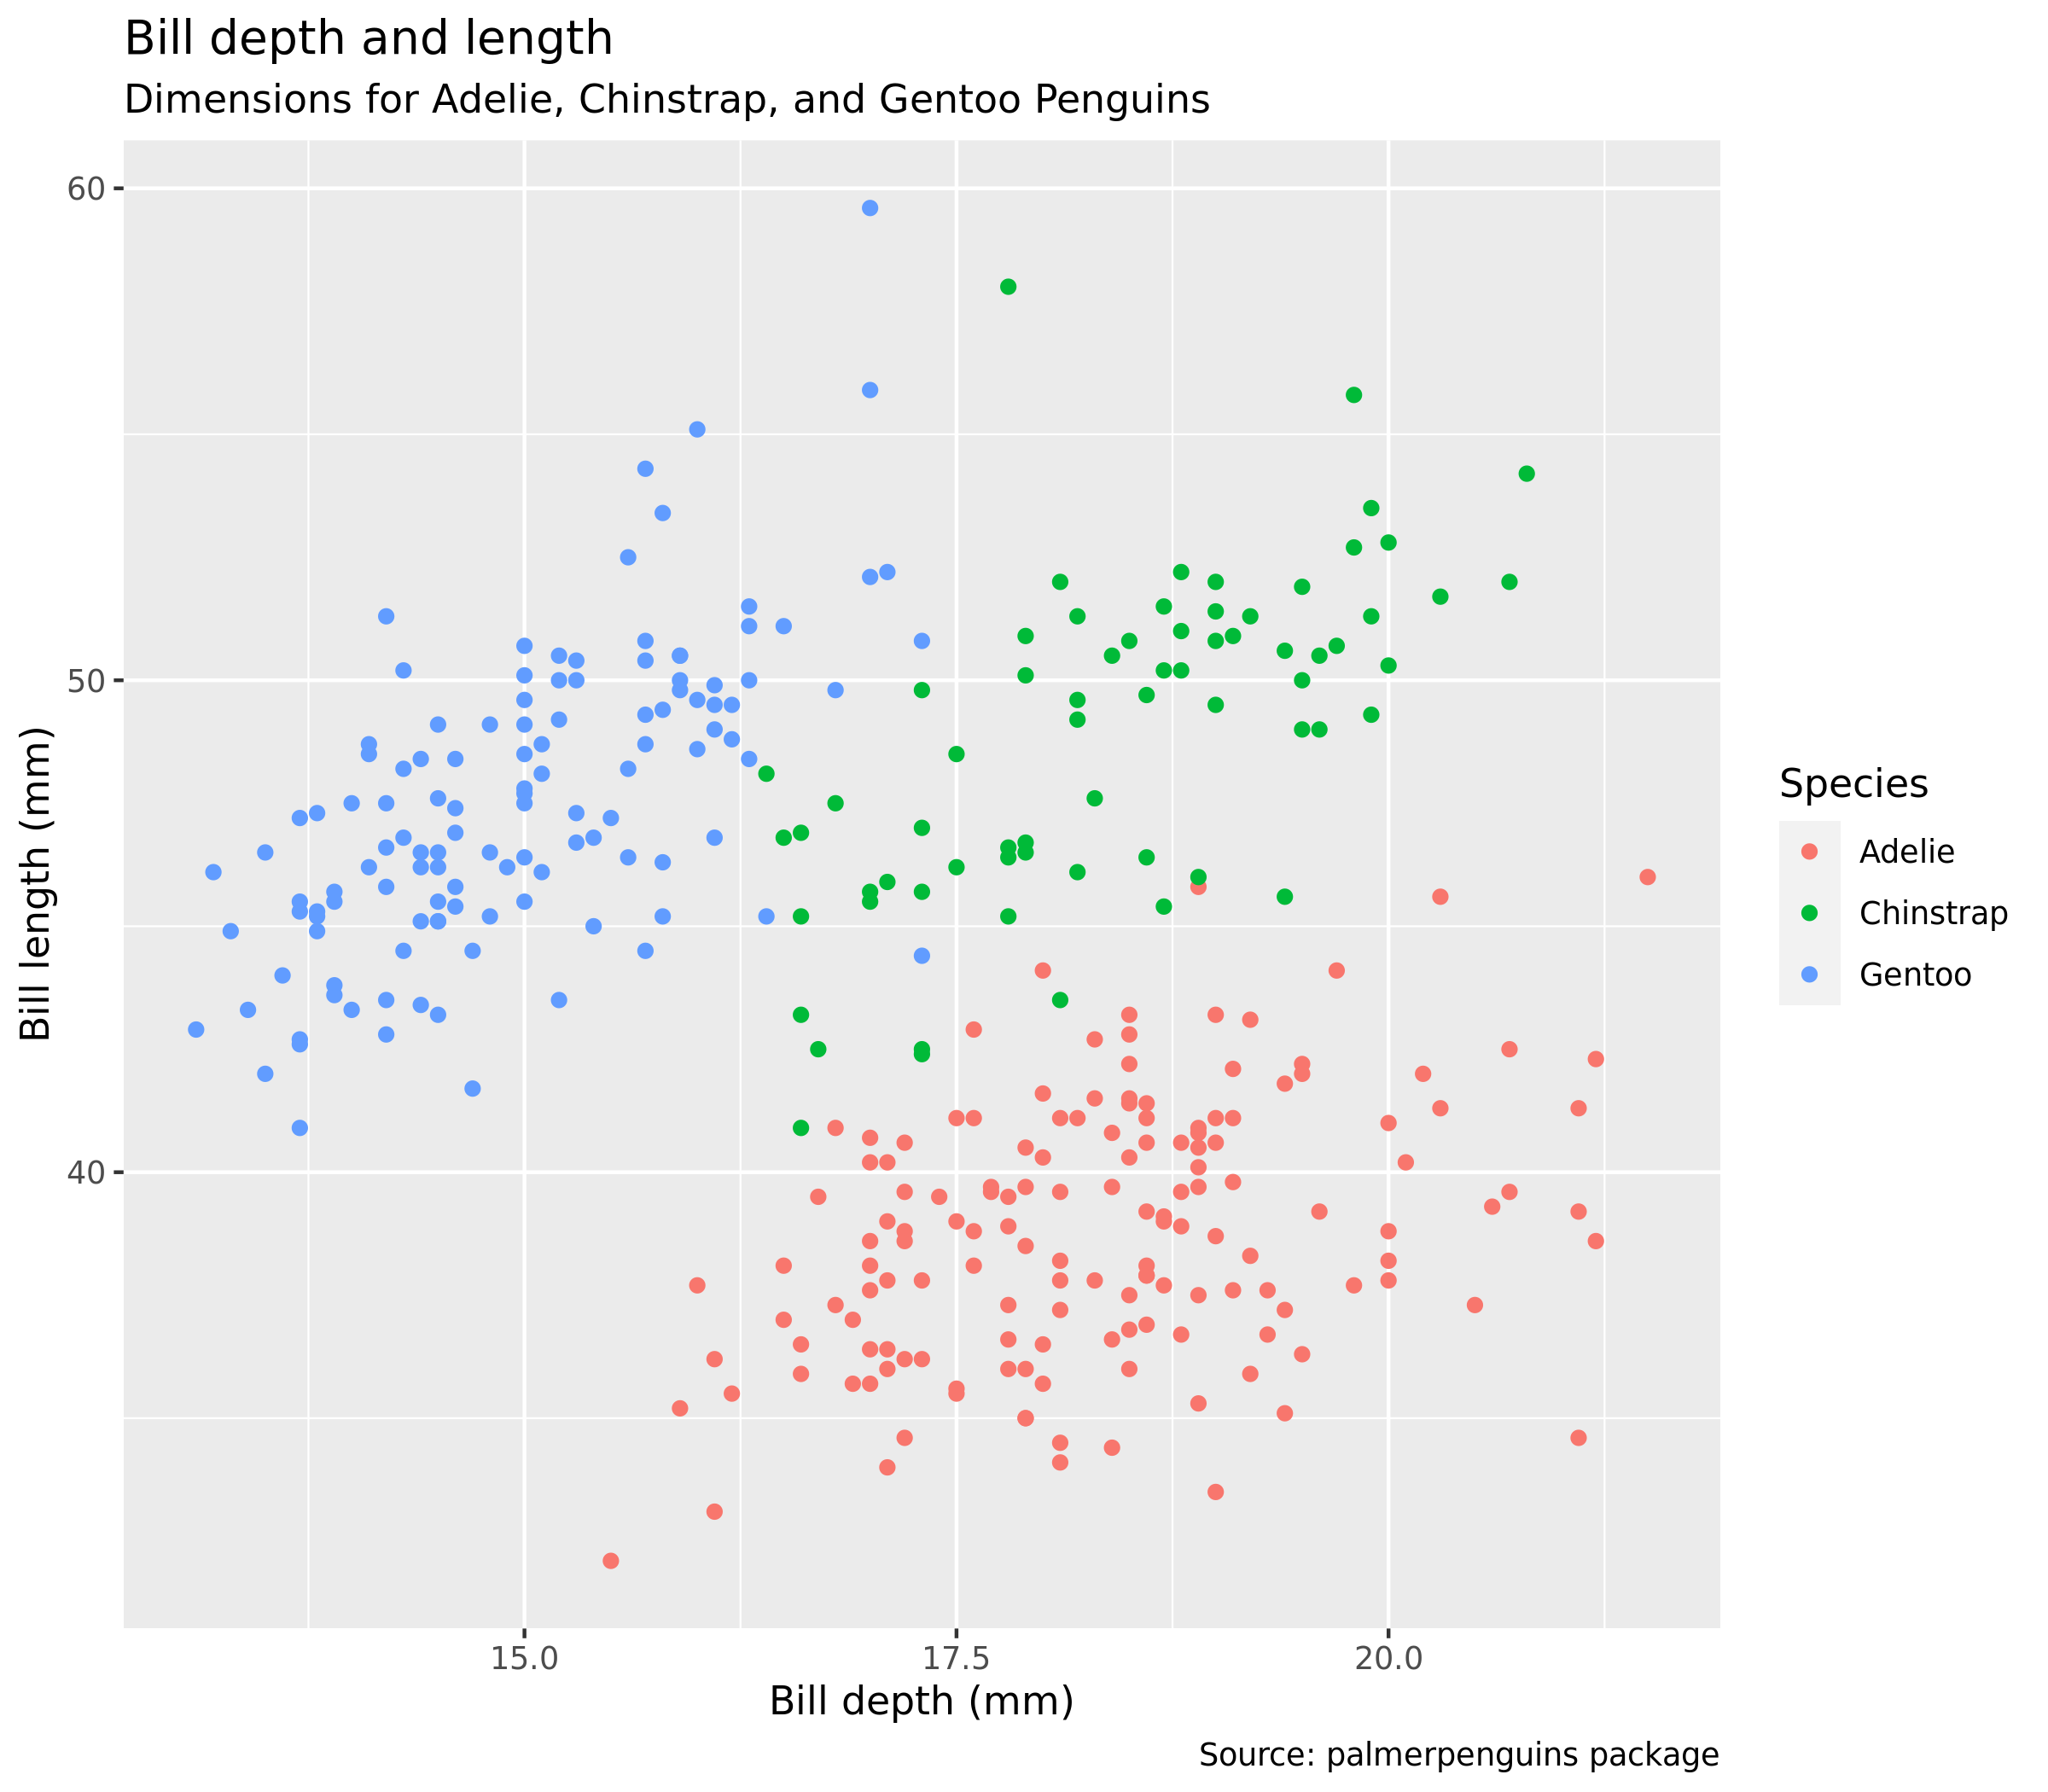 Bill depth and length
Dimensions for Adelie, Chinstrap, and Gentoo Penguins
60
50
40
Bill length (mm)
15.0
17.5
20.0
Bill depth (mm)
Species
Adelie
Chinstrap
Gentoo
Source: palmerpenguins package